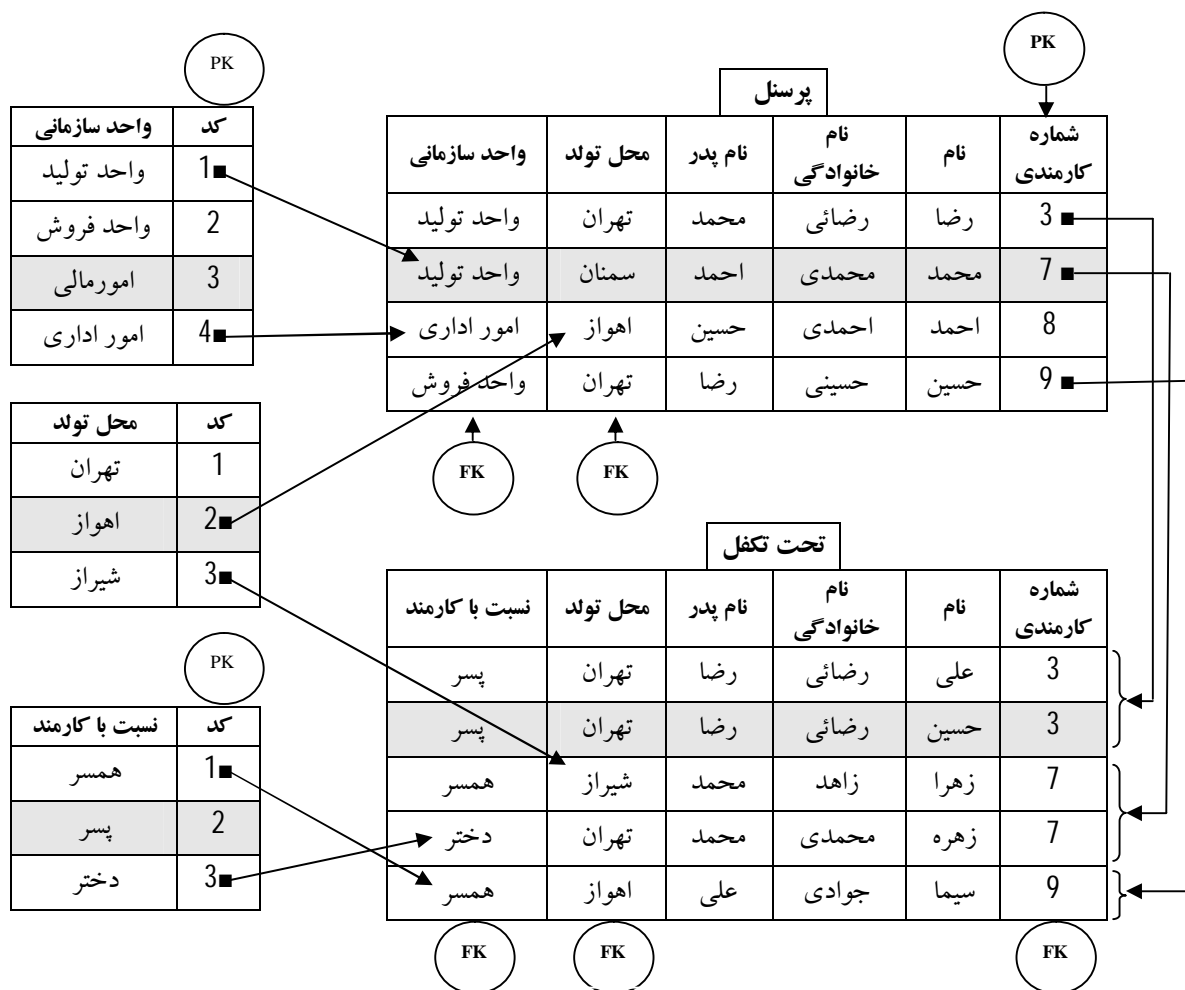 PK
پرسنل
شماره کارمندی نام نام خانوادگی نام پدر محل تولد واحد سازمانی
3 رضا رضائی محمد تهران واحد تولید
7 محمد محمدی احمد سمنان واحد تولید
8 احمد احمدی حسین اهواز امور اداری
9 حسین حسینی رضا تهران واحد فروش
FK FK
تحت تکفل
شماره کارمندی نام نام خانوادگی نام پدر محل تولد نسبت با کارمند
3 علی رضائی رضا تهران پسر
3 حسین رضائی رضا تهران پسر
7 زهرا زاهد محمد شیراز همسر
7 زهره محمدی محمد تهران دختر
9 سیما جوادی علی اهواز همسر
FK FK FK
PK
کد واحد سازمانی
1 واحد تولید
2 واحد فروش
3 امورمالی
4 امور اداری
کد محل تولد
1 تهران
2 اهواز
3 شیراز
PK
کد نسبت با کارمند
1 همسر
2 پسر
3 دختر